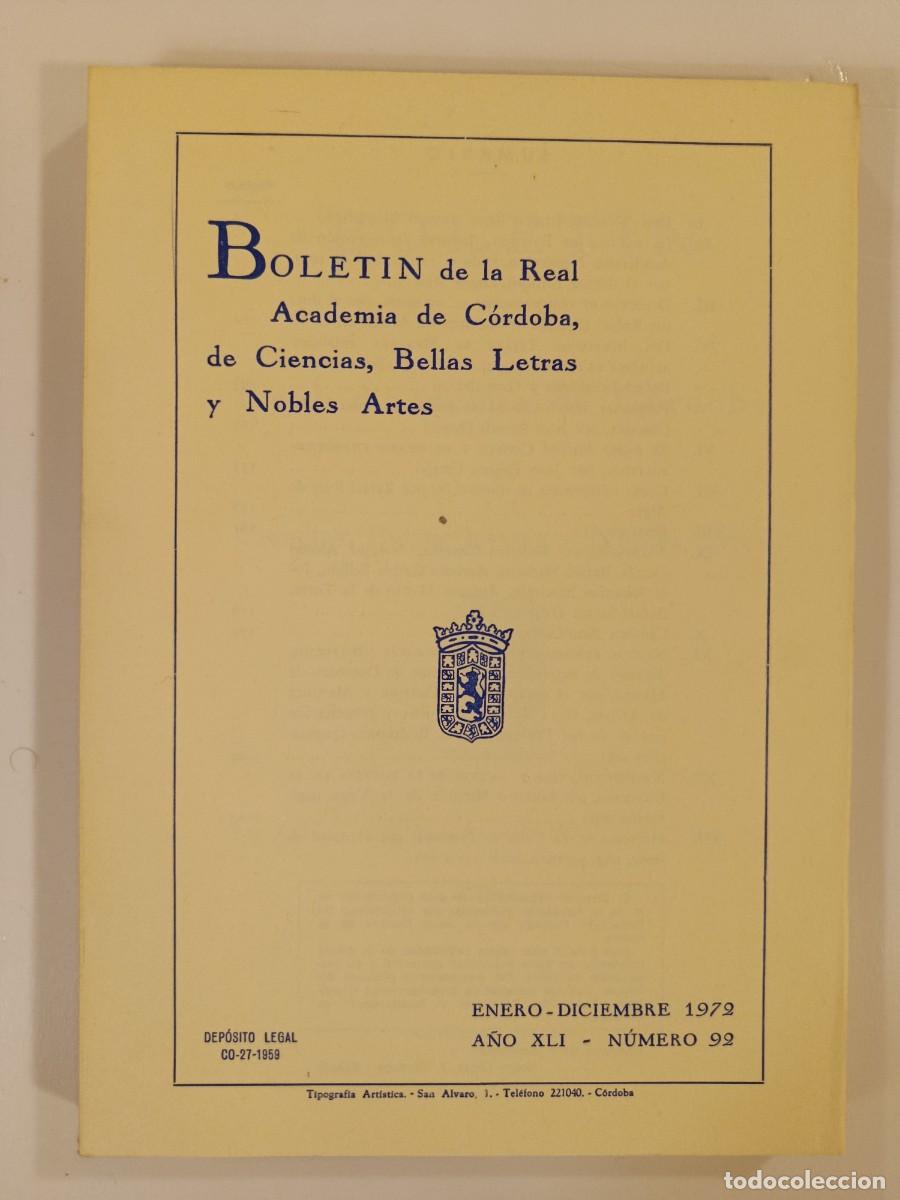 BOLETIN de la Real
Academia de Córdoba,
de Ciencias, Bellas Letras
y Nobles Artes
ENERO - DICIEMBRE 1972
AÑO XLI - NÚMERO 92
DEPÓSITO LEGAL
CO-27-1959
Tipografía Artística. - San Alvaro, 1. - Teléfono 221040. - Córdoba
todocoleccion.net